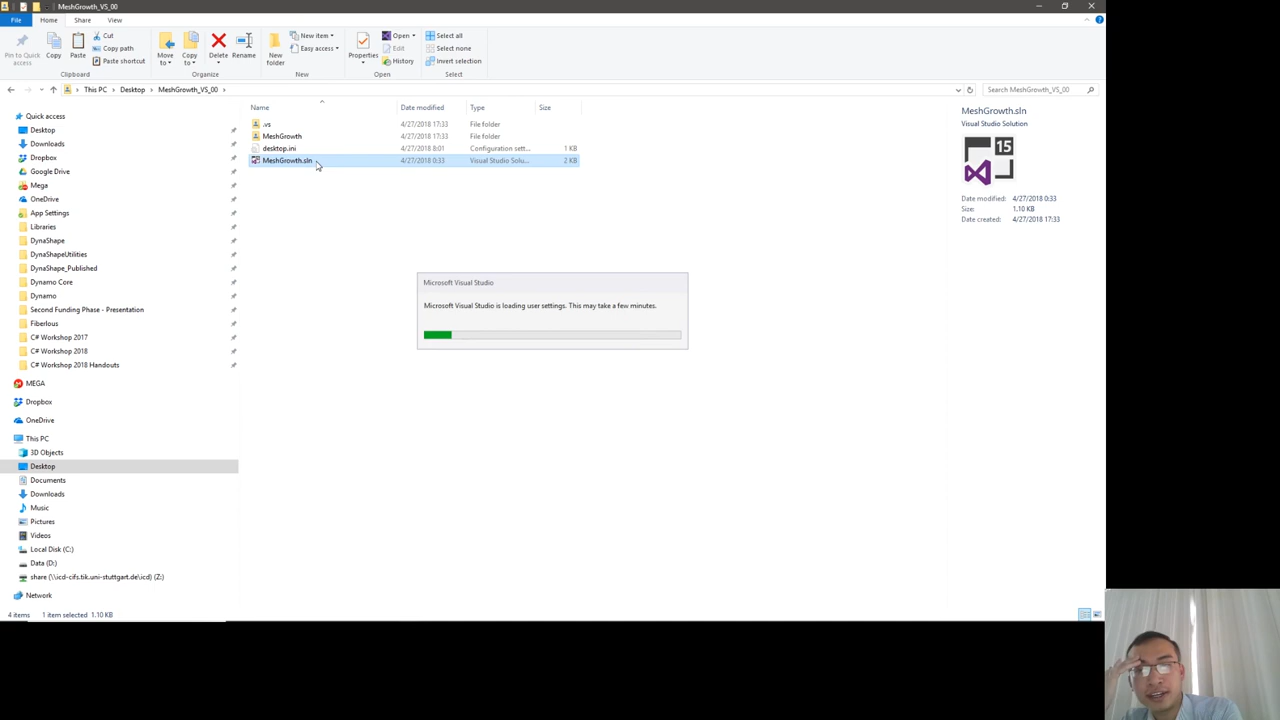 MeshGrowth_VS_00
File Home Share View
Pin to Quick access
Copy
Paste
Cut
Copy path
Paste shortcut
Clipboard
Move to
Copy to
Delete
Rename
Organize
New folder
New item
Easy access
New
Properties
Open
Edit
History
Open
Select all
Select none
Invert selection
Select
This PC > Desktop > MeshGrowth_VS_00 >
Search MeshGrowth_VS_00
Quick access
Desktop
Downloads
Dropbox
Google Drive
Mega
OneDrive
App Settings
Libraries
DynaShape
DynaShapeUtilities
DynaShape_Published
Dynamo Core
Dynamo
Second Funding Phase - Presentation
Fiberlous
C# Workshop 2017
C# Workshop 2018
C# Workshop 2018 Handouts
MEGA
Dropbox
OneDrive
This PC
3D Objects
Desktop
Documents
Downloads
Music
Pictures
Videos
Local Disk (C:)
Data (D:)
share (\\icd-cifs.tik.uni-stuttgart.de\icd) (Z:)
Network
Name Date modified Type Size
.vs 4/27/2018 17:33 File folder
MeshGrowth 4/27/2018 17:33 File folder
desktop.ini 4/27/2018 8:01 Configuration sett... 1 KB
MeshGrowth.sln 4/27/2018 0:33 Visual Studio Solu... 2 KB
Microsoft Visual Studio
Microsoft Visual Studio is loading user settings. This may take a few minutes.
MeshGrowth.sln
Visual Studio Solution
15
Date modified: 4/27/2018 0:33
Size: 1.10 KB
Date created: 4/27/2018 17:33
4 items 1 item selected 1.10 KB